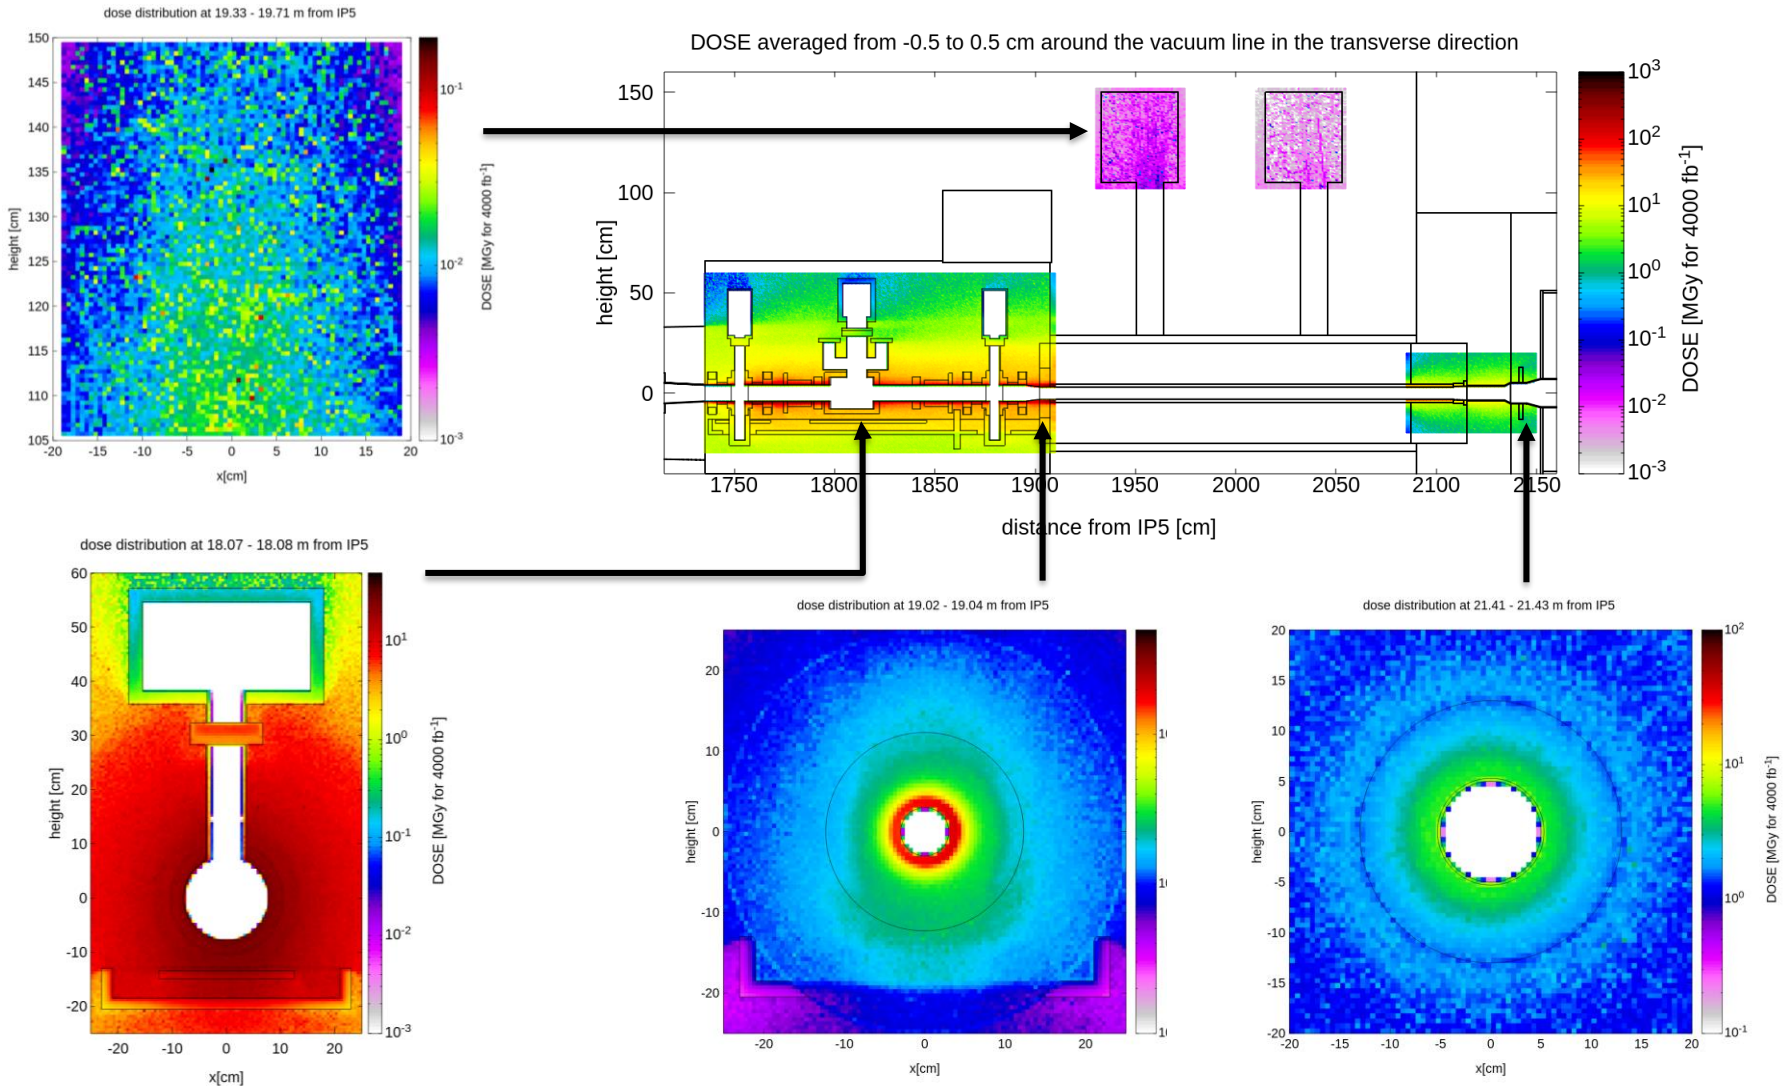 dose distribution at 19.33 - 19.71 m from IP5
150
145
140
135
130
125
120
115
110
105
-20 -15 -10 -5 0 5 10 15 20
x[cm]
height [cm]
10^-1
10^-2
10^-3
DOSE [MGy for 4000 fb^-1]
DOSE averaged from -0.5 to 0.5 cm around the vacuum line in the transverse direction
150
100
50
0
height [cm]
1750 1800 1850 1900 1950 2000 2050 2100 2150
distance from IP5 [cm]
10^3
10^2
10^1
10^0
10^-1
10^-2
10^-3
DOSE [MGy for 4000 fb^-1]
dose distribution at 18.07 - 18.08 m from IP5
60
50
40
30
20
10
0
-10
-20
-20 -10 0 10 20
x[cm]
height [cm]
10^1
10^0
10^-1
10^-2
10^-3
DOSE [MGy for 4000 fb^-1]
dose distribution at 19.02 - 19.04 m from IP5
20
10
0
-10
-20
-20 -10 0 10 20
x[cm]
height [cm]
dose distribution at 21.41 - 21.43 m from IP5
20
15
10
5
0
-5
-10
-15
-20
-20 -15 -10 -5 0 5 10 15 20
x[cm]
height [cm]
10^2
10^1
10^0
10^-1
DOSE [MGy for 4000 fb^-1]